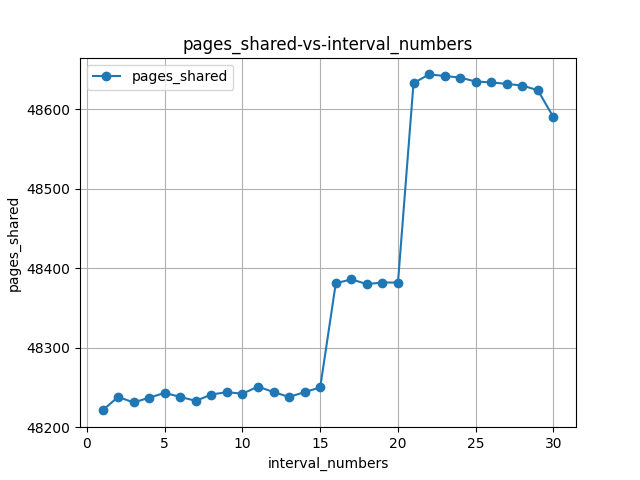 pages_shared-vs-interval_numbers
pages_shared
48600
48500
48400
48300
48200
pages_shared
0 5 10 15 20 25 30
interval_numbers